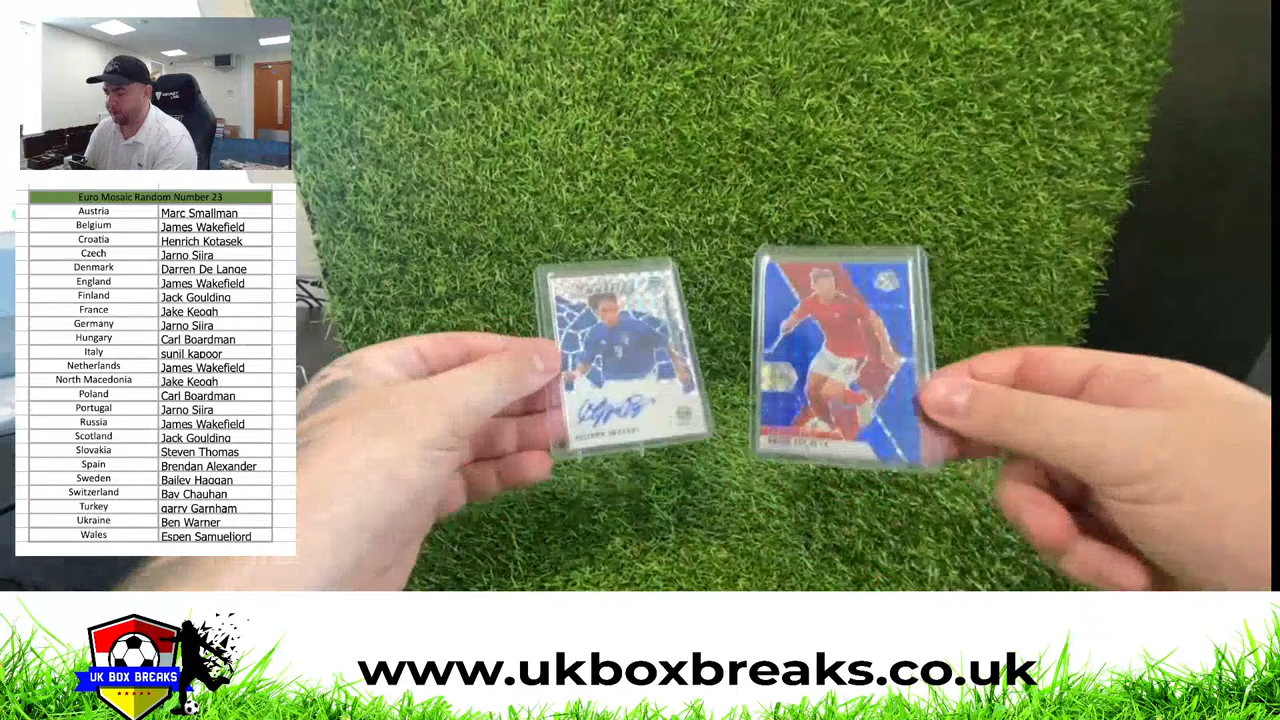 Euro Mosaic Random Number 23
Austria Marc Smallman
Belgium James Wakefield
Croatia Henrich Kotasek
Czech Jarno Siira
Denmark Darren De Lange
England James Wakefield
Finland Jack Goulding
France Jake Keogh
Germany Jarno Siira
Hungary Carl Boardman
Italy sunil kapoor
Netherlands James Wakefield
North Macedonia Jake Keogh
Poland Carl Boardman
Portugal Jarno Siira
Russia James Wakefield
Scotland Jack Goulding
Slovakia Steven Thomas
Spain Brendan Alexander
Sweden Bailey Haggan
Switzerland Bav Chauhan
Turkey garry Garnham
Ukraine Ben Warner
Wales Espen Samueljord
UK BOX BREAKS
www.ukboxbreaks.co.uk